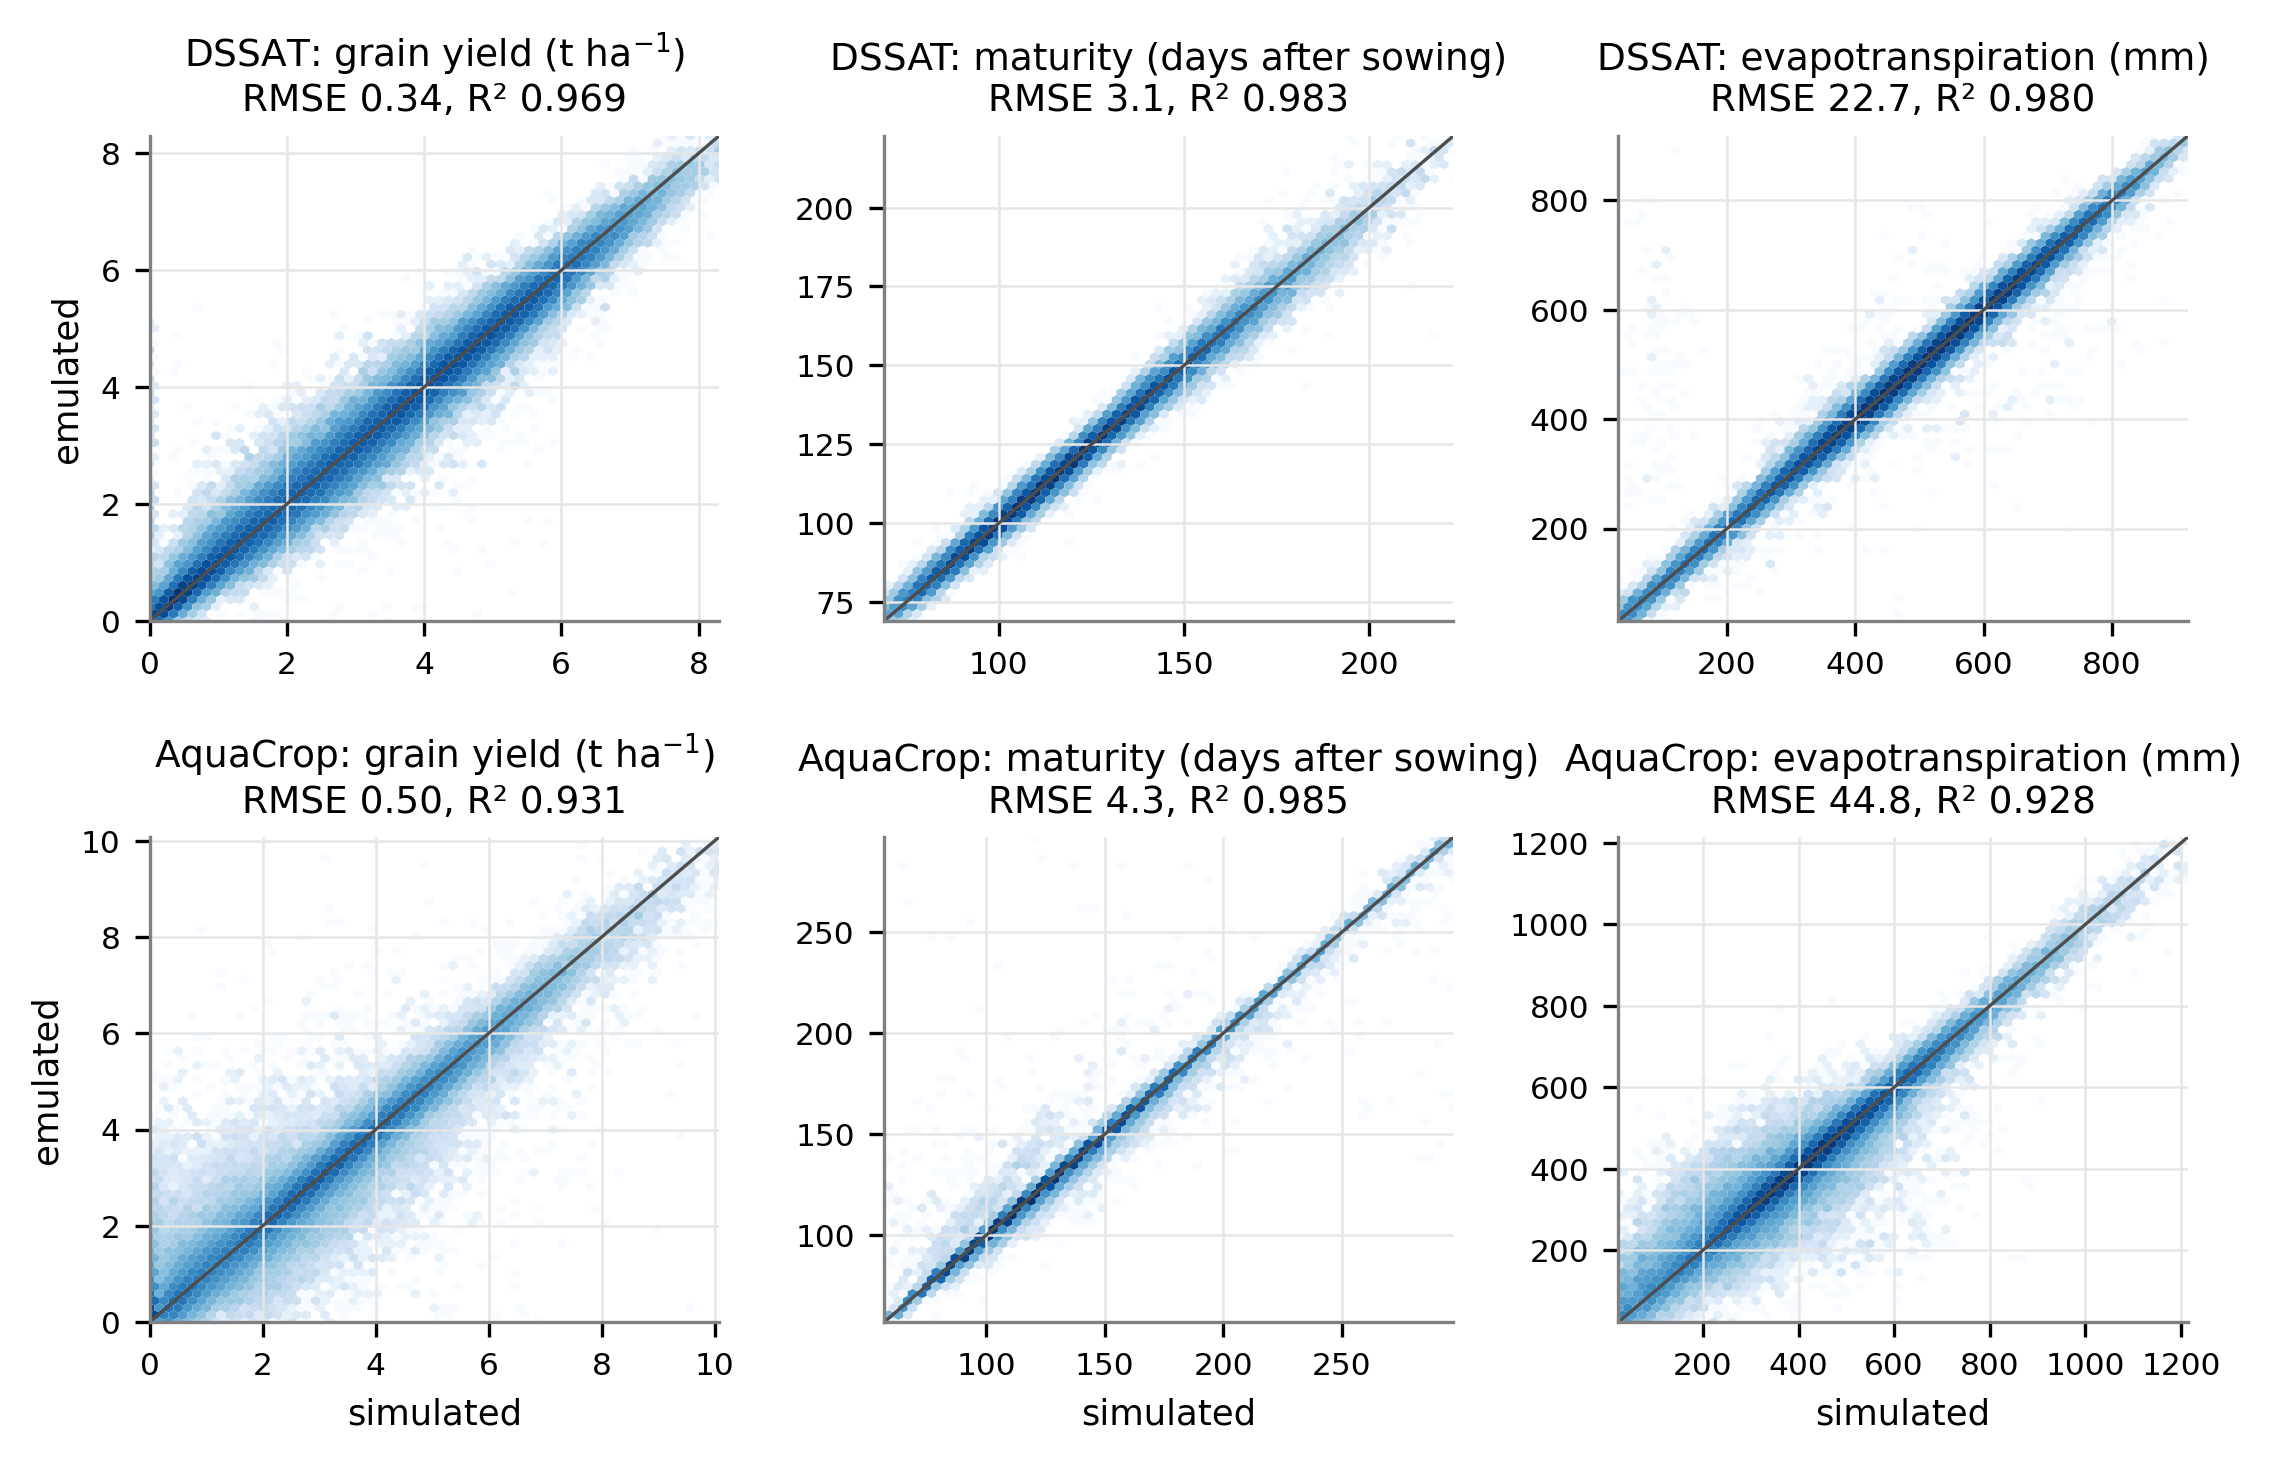 DSSAT: grain yield (t ha⁻¹)
RMSE 0.34, R² 0.969
DSSAT: maturity (days after sowing)
RMSE 3.1, R² 0.983
DSSAT: evapotranspiration (mm)
RMSE 22.7, R² 0.980
emulated
8
6
4
2
0
0 2 4 6 8
200
175
150
125
100
75
100 150 200
800
600
400
200
200 400 600 800
AquaCrop: grain yield (t ha⁻¹)
RMSE 0.50, R² 0.931
AquaCrop: maturity (days after sowing)
RMSE 4.3, R² 0.985
AquaCrop: evapotranspiration (mm)
RMSE 44.8, R² 0.928
emulated
10
8
6
4
2
0
0 2 4 6 8 10
simulated
250
200
150
100
100 150 200 250
simulated
1200
1000
800
600
400
200
200 400 600 800 1000 1200
simulated